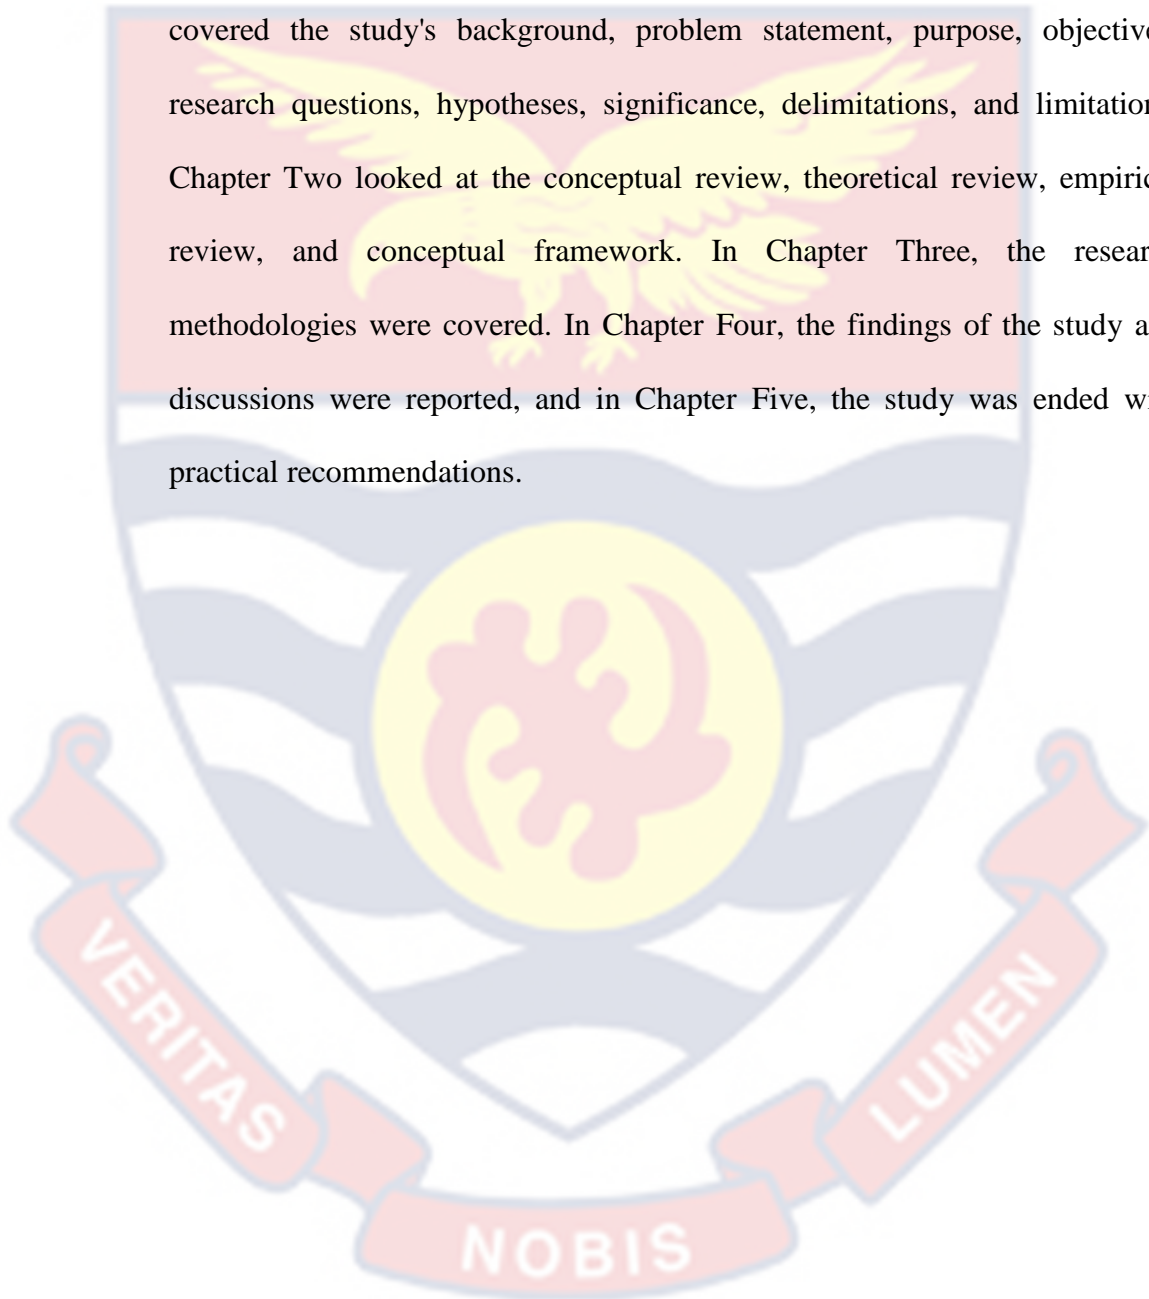 covered the study's background, problem statement, purpose, objective
research questions, hypotheses, significance, delimitations, and limitation
Chapter Two looked at the conceptual review, theoretical review, empiric
review, and conceptual framework. In Chapter Three, the resear
methodologies were covered. In Chapter Four, the findings of the study a
discussions were reported, and in Chapter Five, the study was ended wi
practical recommendations.
VERITAS
NOBIS
LUMEN